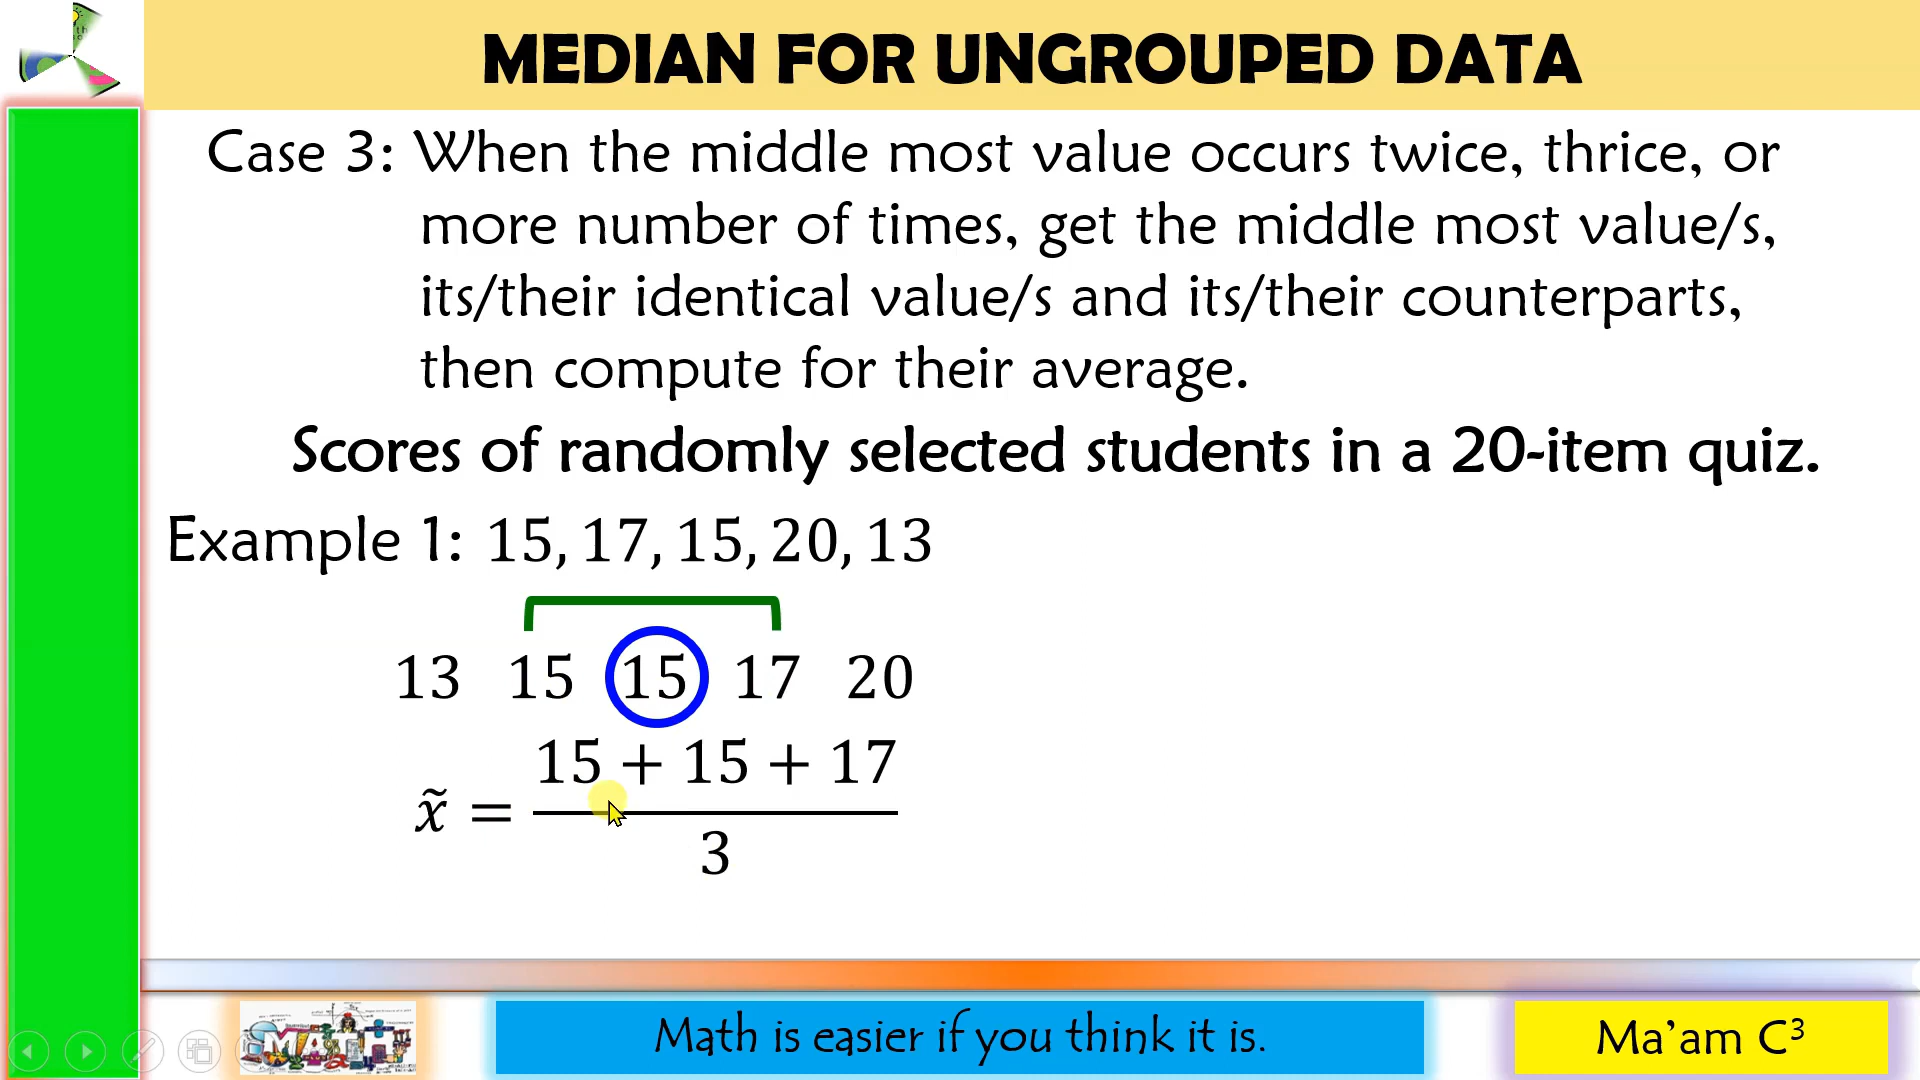 MEDIAN FOR UNGROUPED DATA
Case 3: When the middle most value occurs twice, thrice, or
more number of times, get the middle most value/s,
its/their identical value/s and its/their counterparts,
then compute for their average.
Scores of randomly selected students in a 20-item quiz.
Example 1: 15, 17, 15, 20, 13
13 15 15 17 20
15 + 15 + 17
x̃ =
3
MATH
Math is easier if you think it is.
Ma'am C³